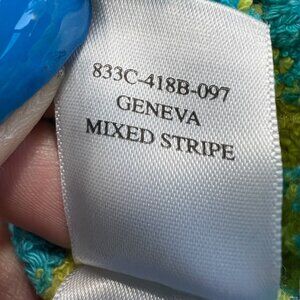 833C-418B-097
GENEVA
MIXED STRIPE